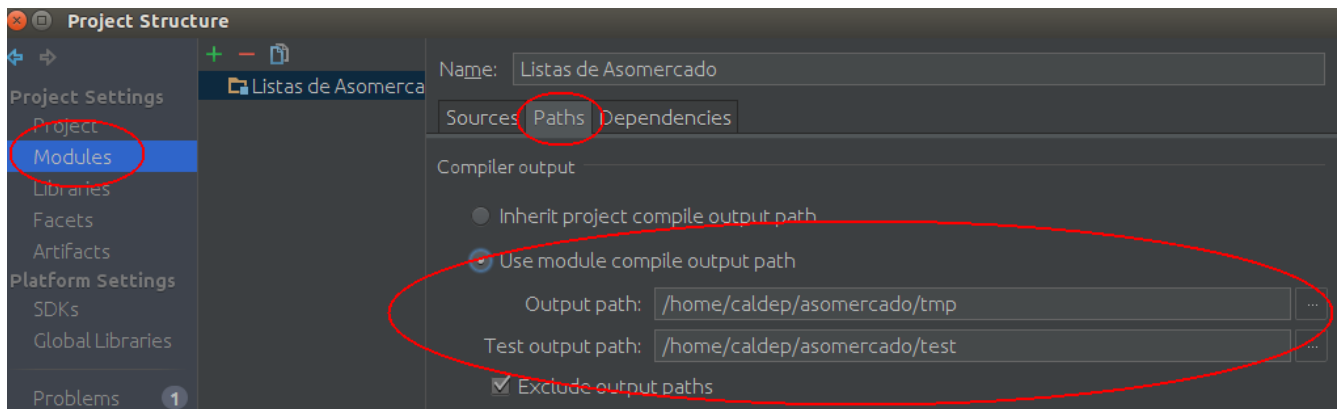 Project Structure
Project Settings
Project
Modules
Libraries
Facets
Artifacts
Platform Settings
SDKs
Global Libraries
Problems 1
Listas de Asomerca
Name: Listas de Asomercado
Sources Paths Dependencies
Compiler output
Inherit project compile output path
Use module compile output path
Output path: /home/caldep/asomercado/tmp ...
Test output path: /home/caldep/asomercado/test ...
Exclude output paths